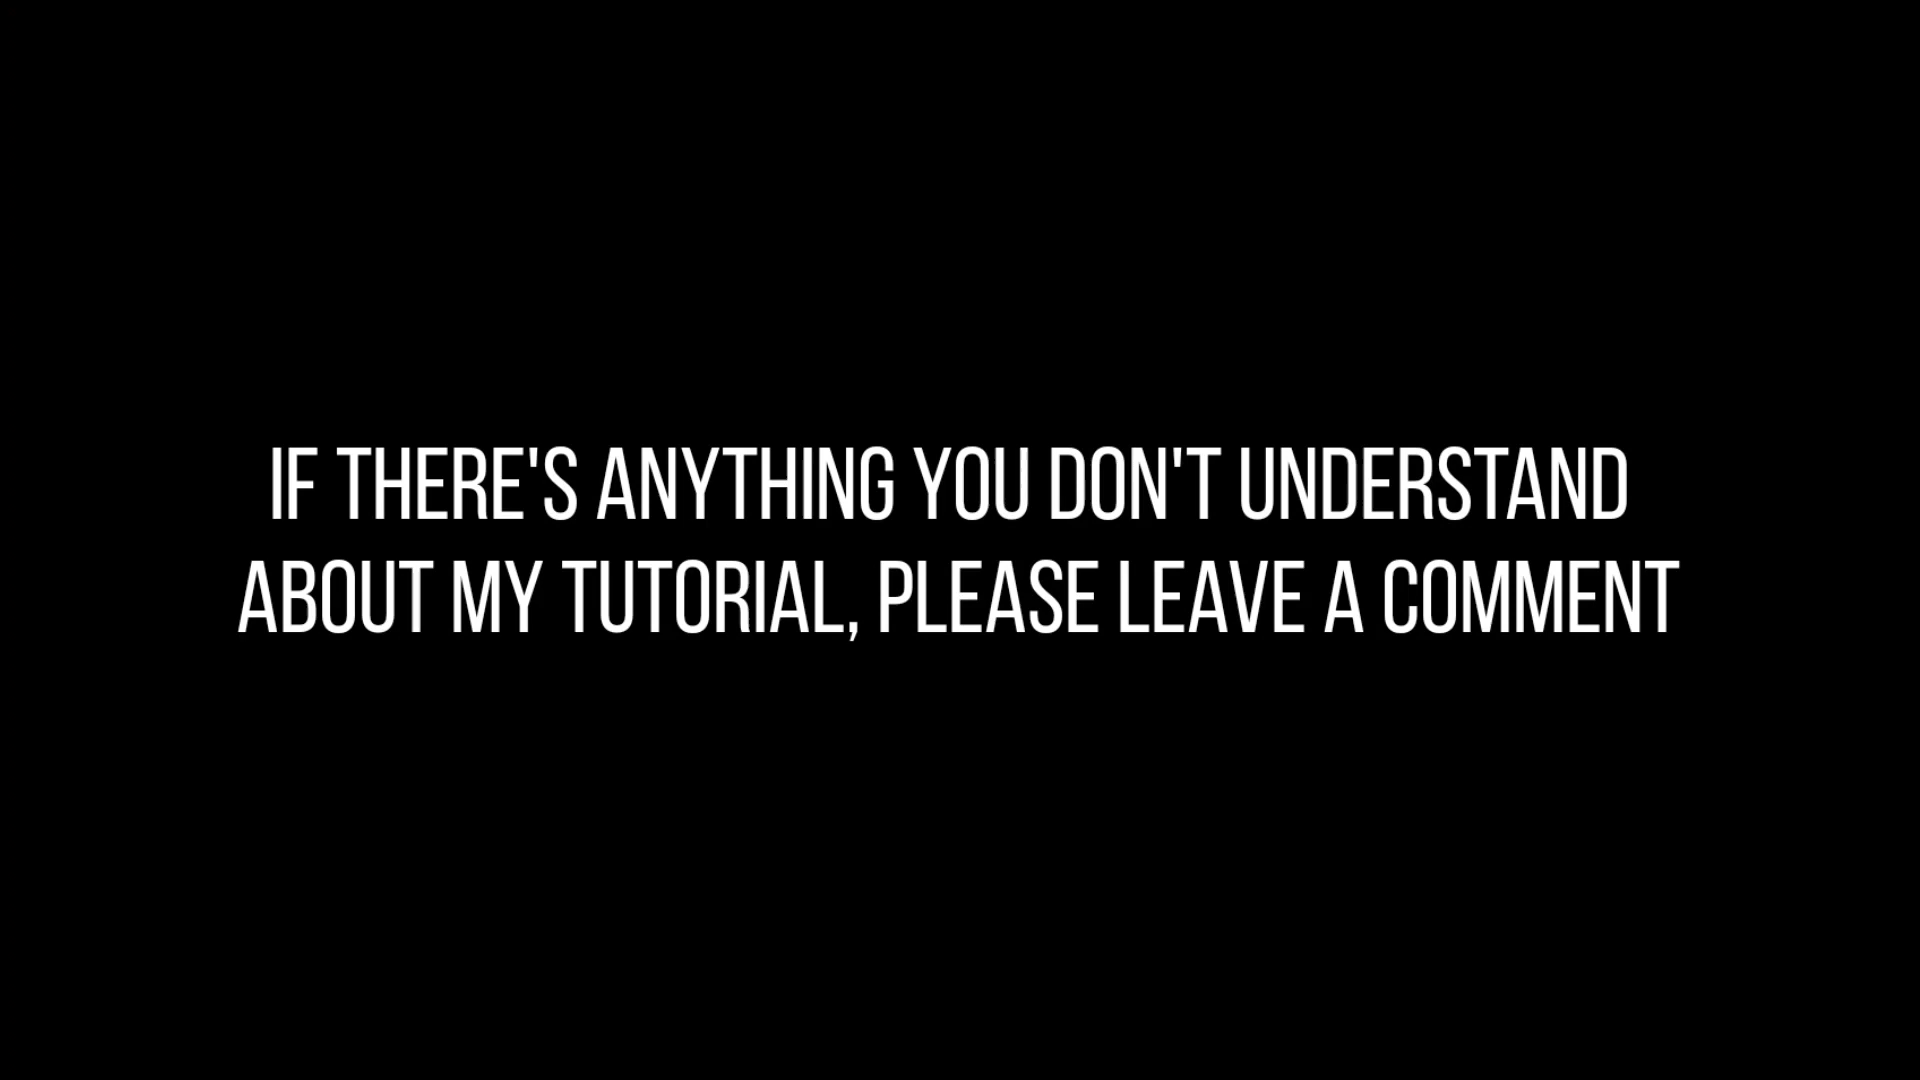 IF THERE'S ANYTHING YOU DON'T UNDERSTAND
ABOUT MY TUTORIAL, PLEASE LEAVE A COMMENT